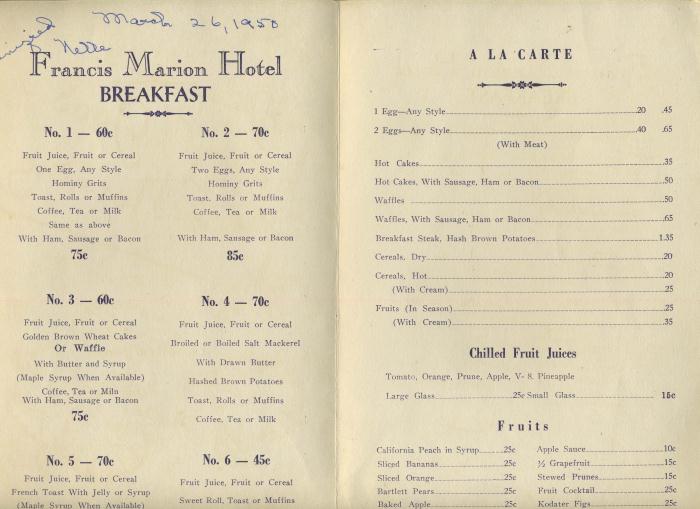 March 26, 1950
Nelle
Francis Marion Hotel
BREAKFAST
No. 1 — 60c
Fruit Juice, Fruit or Cereal
One Egg, Any Style
Hominy Grits
Toast, Rolls or Muffins
Coffee, Tea or Milk
Same as above
With Ham, Sausage or Bacon
75c
No. 2 — 70c
Fruit Juice, Fruit or Cereal
Two Eggs, Any Style
Hominy Grits
Toast, Rolls or Muffins
Coffee, Tea or Milk
With Ham, Sausage or Bacon
85c
No. 3 — 60c
Fruit Juice, Fruit or Cereal
Golden Brown Wheat Cakes
Or Waffle
With Butter and Syrup
(Maple Syrup When Available)
Coffee, Tea or Miln
With Ham, Sausage or Bacon
75c
No. 4 — 70c
Fruit Juice, Fruit or Cereal
Broiled or Boiled Salt Mackerel
With Drawn Butter
Hashed Brown Potatoes
Toast, Rolls or Muffins
Coffee, Tea or Milk
No. 5 — 70c
Fruit Juice, Fruit or Cereal
French Toast With Jelly or Syrup
(Maple Syrup When Available)
No. 6 — 45c
Fruit Juice, Fruit or Cereal
Sweet Roll, Toast or Muffins
A LA CARTE
1 Egg—Any Style .20 .45
2 Eggs—Any Style .40 .65
(With Meat)
Hot Cakes .35
Hot Cakes, With Sausage, Ham or Bacon .50
Waffles .50
Waffles, With Sausage, Ham or Bacon .65
Breakfast Steak, Hash Brown Potatoes 1.35
Cereals, Dry .20
Cereals, Hot .20
(With Cream) .25
Fruits (In Season) .25
(With Cream) .35
Chilled Fruit Juices
Tomato, Orange, Prune, Apple, V- 8. Pineapple
Large Glass 25c Small Glass 15c
Fruits
California Peach in Syrup 25c
Sliced Bananas 25c
Sliced Orange 25c
Bartlett Pears 25c
Baked Apple 25c
Apple Sauce 10c
½ Grapefruit 15c
Stewed Prunes 15c
Fruit Cocktail 25c
Kodater Figs 25c